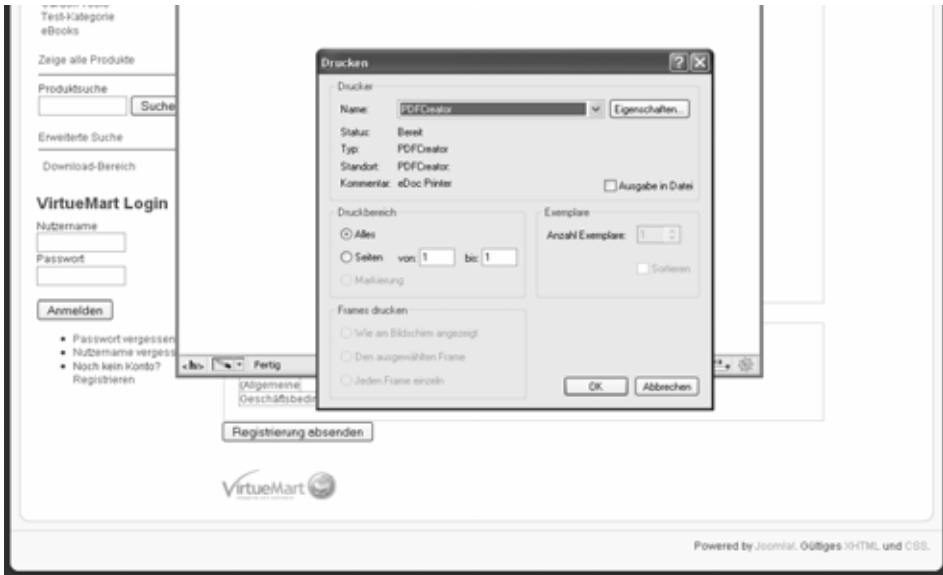 Test-Kategorie
eBooks
Zeige alle Produkte
Produktsuche
Suche
Erweiterte Suche
Download-Bereich
VirtueMart Login
Nutzername
Passwort
Anmelden
Passwort vergessen
Nutzername vergess
Noch kein Konto?
Registrieren
Drucken
Drucker
Name: PDFCreator Eigenschaften...
Status: Bereit
Typ: PDFCreator
Standort: PDFCreator:
Kommentar: eDoc Printer
Ausgabe in Datei
Druckbereich
Alles
Seiten von: 1 bis: 1
Markierung
Exemplare
Anzahl Exemplare: 1
Sortieren
Frames drucken
Wie am Bildschirm angezeigt
Den ausgewählten Frame
Jeden Frame einzeln
OK Abbrechen
Fertig
(Allgemeine
Geschäftsbedin
Registrierung absenden
VirtueMart
Powered by Joomla!. Gültiges XHTML und CSS.